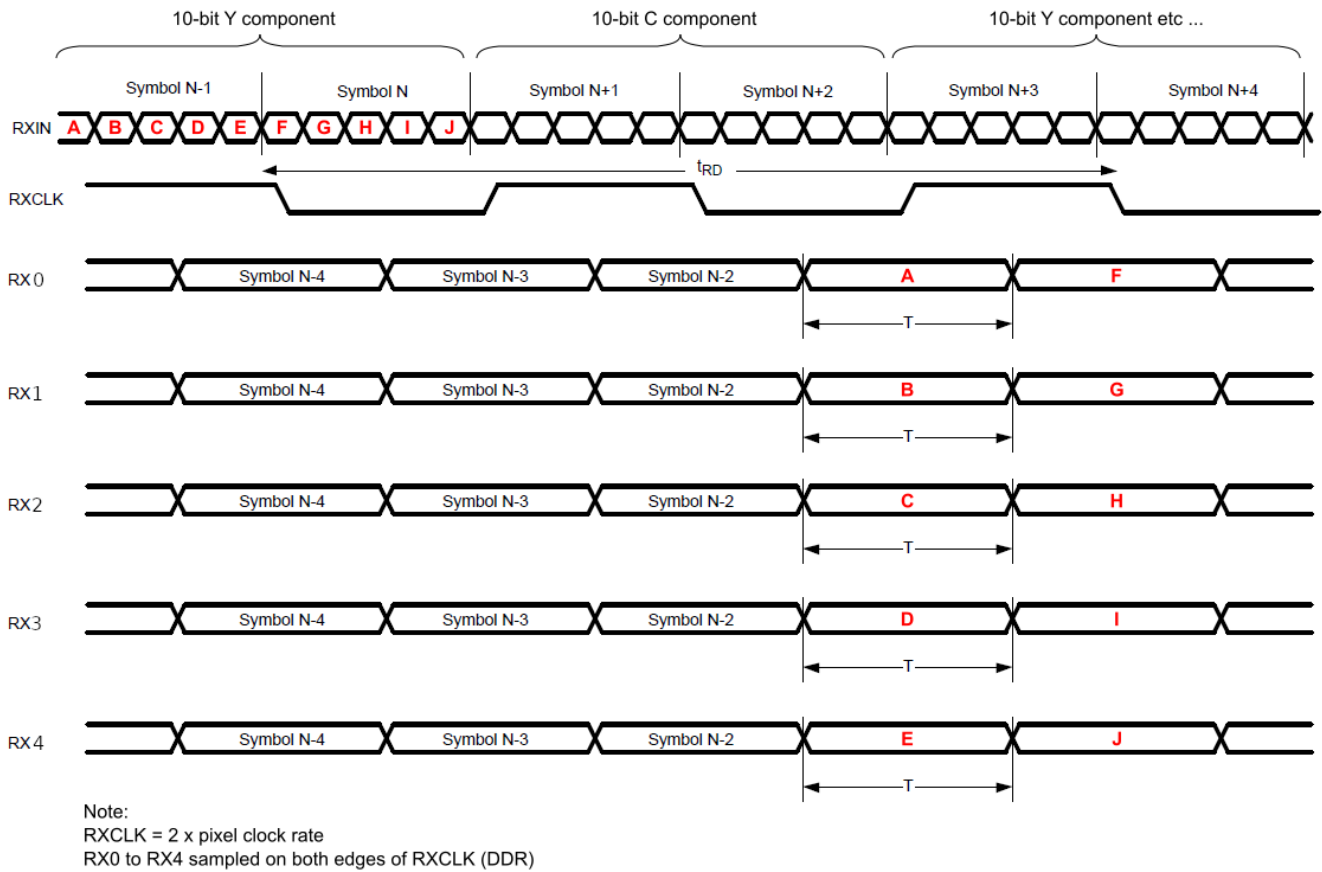 10-bit Y component 10-bit C component 10-bit Y component etc ...
Symbol N-1 Symbol N Symbol N+1 Symbol N+2 Symbol N+3 Symbol N+4
RXIN A B C D E F G H I J
tRD
RXCLK
RX0 Symbol N-4 Symbol N-3 Symbol N-2 A F
T
RX1 Symbol N-4 Symbol N-3 Symbol N-2 B G
T
RX2 Symbol N-4 Symbol N-3 Symbol N-2 C H
T
RX3 Symbol N-4 Symbol N-3 Symbol N-2 D I
T
RX4 Symbol N-4 Symbol N-3 Symbol N-2 E J
T
Note:
RXCLK = 2 x pixel clock rate
RX0 to RX4 sampled on both edges of RXCLK (DDR)